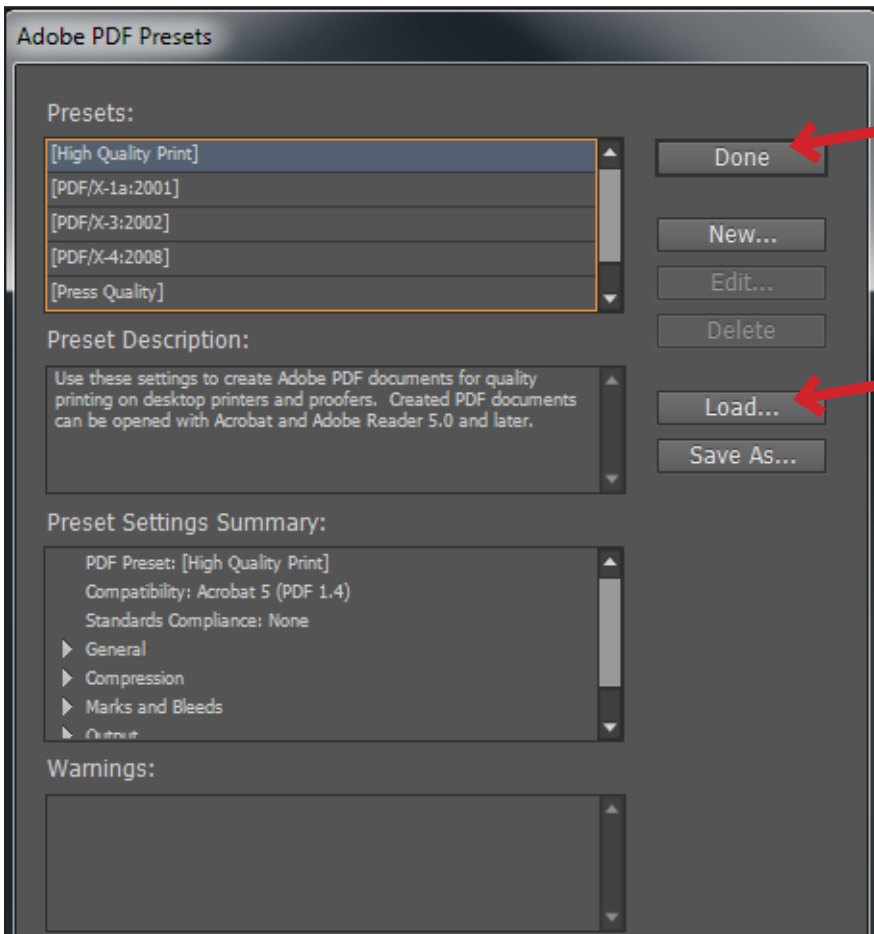 Adobe PDF Presets
Presets:
[High Quality Print]
[PDF/X-1a:2001]
[PDF/X-3:2002]
[PDF/X-4:2008]
[Press Quality]
Done
New...
Edit...
Delete
Load...
Save As...
Preset Description:
Use these settings to create Adobe PDF documents for quality
printing on desktop printers and proofers. Created PDF documents
can be opened with Acrobat and Adobe Reader 5.0 and later.
Preset Settings Summary:
PDF Preset: [High Quality Print]
Compatibility: Acrobat 5 (PDF 1.4)
Standards Compliance: None
General
Compression
Marks and Bleeds
Output
Warnings: